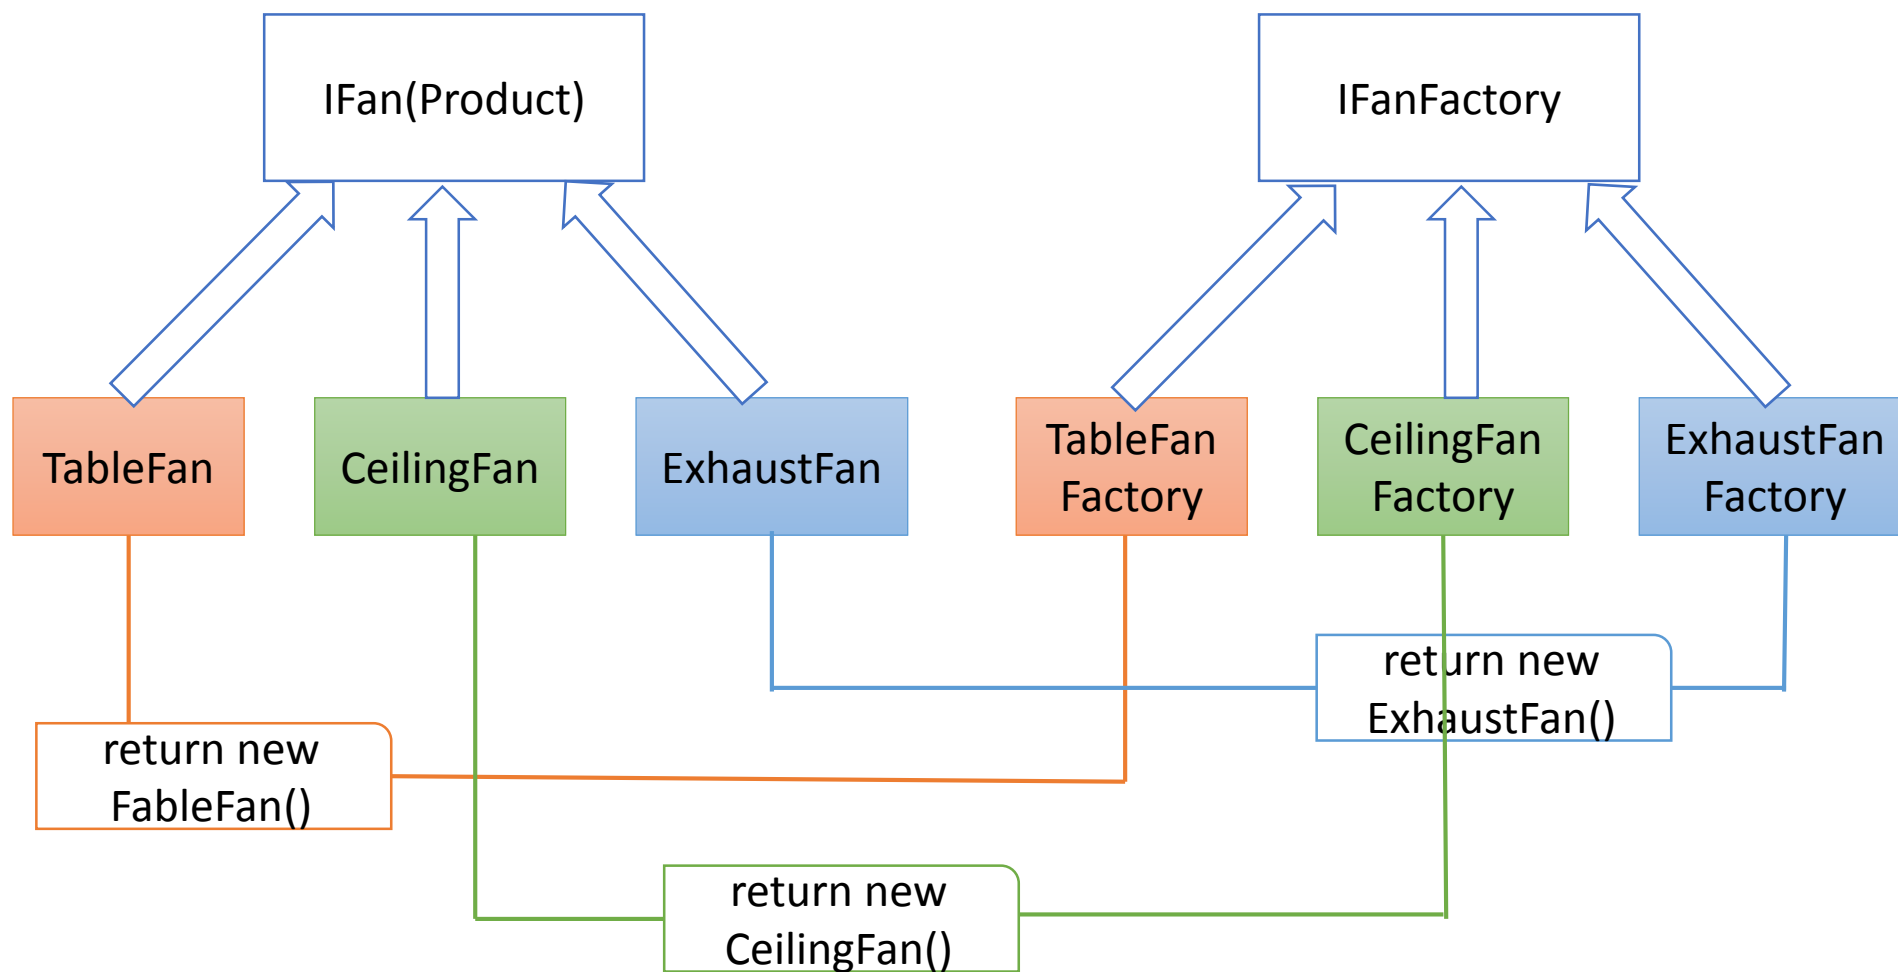 IFan(Product)
IFanFactory
TableFan
CeilingFan
ExhaustFan
TableFan
Factory
CeilingFan
Factory
ExhaustFan
Factory
return new
ExhaustFan()
return new
FableFan()
return new
CeilingFan()